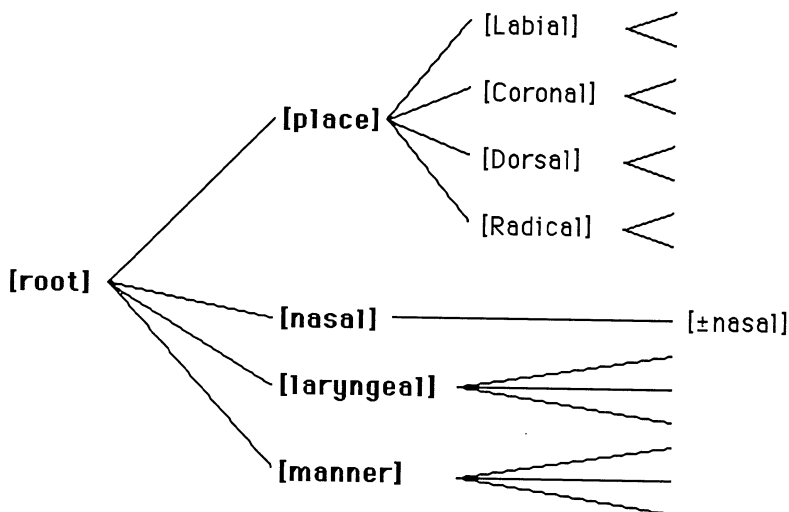 [Labial]
[Coronal]
[place]
[Dorsal]
[Radical]
[root]
[nasal] [±nasal]
[laryngeal]
[manner]